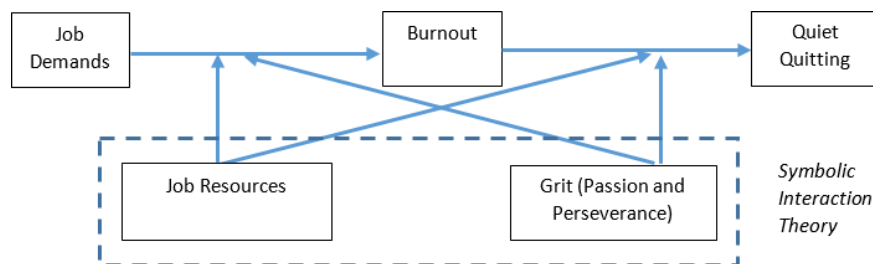 Job
Demands
Burnout
Quiet
Quitting
Job Resources
Grit (Passion and
Perseverance)
Symbolic
Interaction
Theory